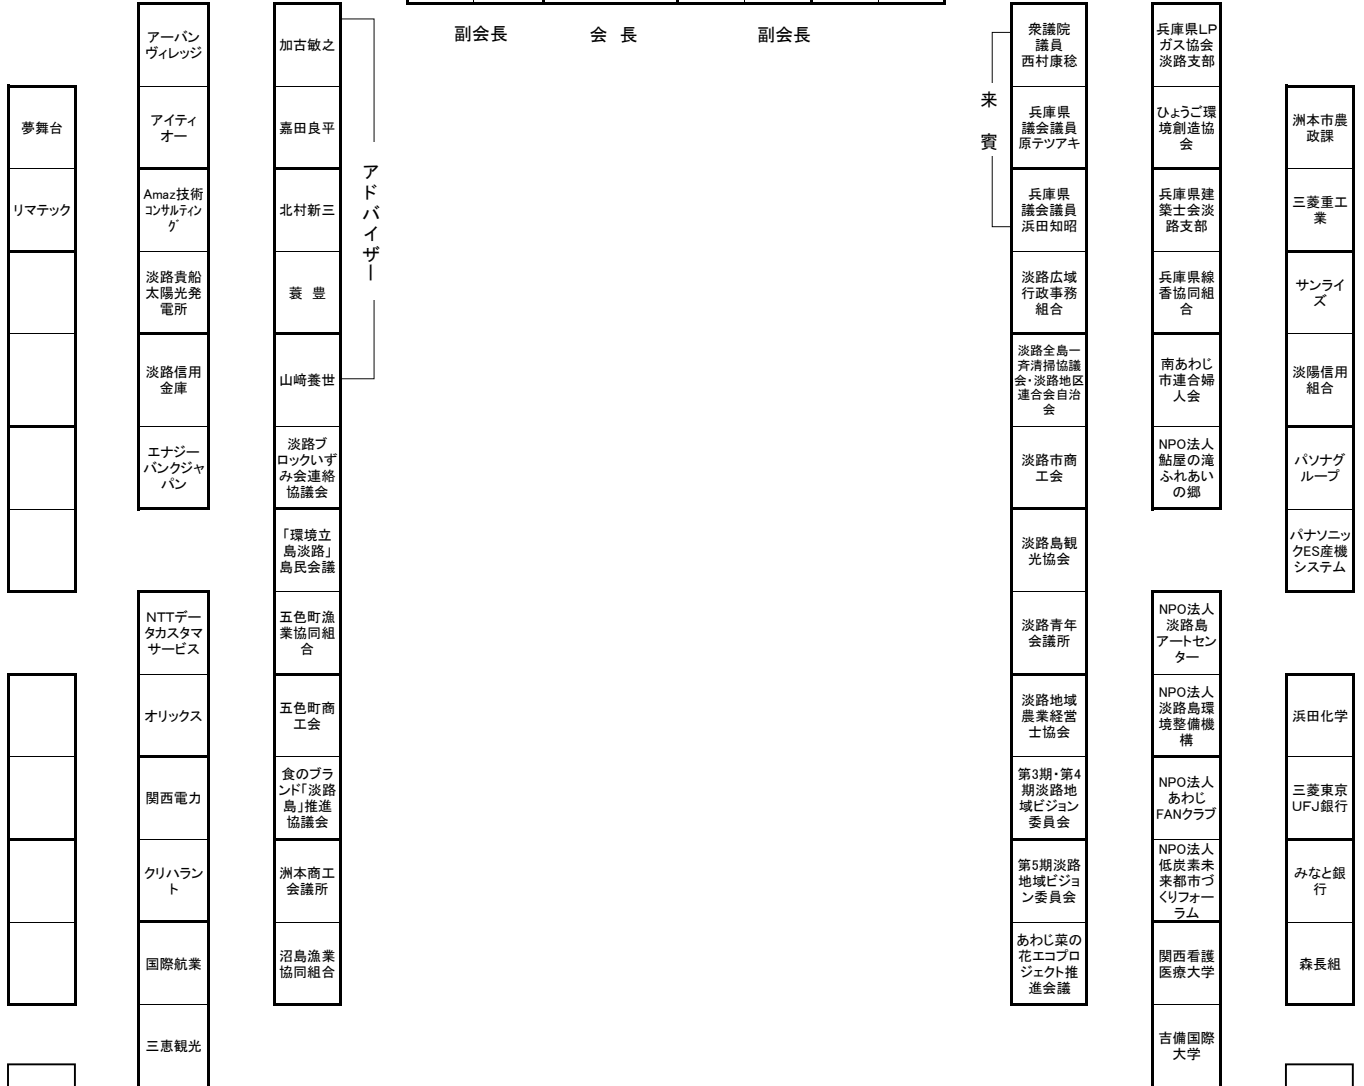 副会長
会 長
副会長
夢舞台
リマテック
アーバン
ヴィレッジ
アイティ
オー
Amaz技術
コンサルティン
グ
淡路貴船
太陽光発
電所
淡路信用
金庫
エナジー
バンクジャ
パン
NTTデー
タカスタマ
サービス
オリックス
関西電力
クリハラン
ト
国際航業
三恵観光
加古敏之
嘉田良平
北村新三
蓑 豊
山﨑養世
アドバイザー
淡路ブ
ロックいず
み会連絡
協議会
「環境立
島淡路」
島民会議
五色町漁
業協同組
合
五色町商
工会
食のブラ
ンド「淡路
島」推進
協議会
洲本商工
会議所
沼島漁業
協同組合
来賓
衆議院
議員
西村康稔
兵庫県
議会議員
原テツアキ
兵庫県
議会議員
浜田知昭
淡路広域
行政事務
組合
淡路全島一
斉清掃協議
会・淡路地区
連合会自治
会
淡路市商
工会
淡路島観
光協会
淡路青年
会議所
淡路地域
農業経営
士協会
第3期・第4
期淡路地
域ビジョン
委員会
第5期淡路
地域ビジョ
ン委員会
あわじ菜の
花エコプロ
ジェクト推
進会議
兵庫県LP
ガス協会
淡路支部
ひょうご環
境創造協
会
兵庫県建
築士会淡
路支部
兵庫県線
香協同組
合
南あわじ
市連合婦
人会
NPO法人
鮎屋の滝
ふれあい
の郷
NPO法人
淡路島
アートセン
ター
NPO法人
淡路島環
境整備機
構
NPO法人
あわじ
FANクラブ
NPO法人
低炭素未
来都市づ
くりフォー
ラム
関西看護
医療大学
吉備国際
大学
洲本市農
政課
三菱重工
業
サンライ
ズ
淡陽信用
組合
パソナグ
ループ
パナソニッ
クES産機
システム
浜田化学
三菱東京
UFJ銀行
みなと銀
行
森長組